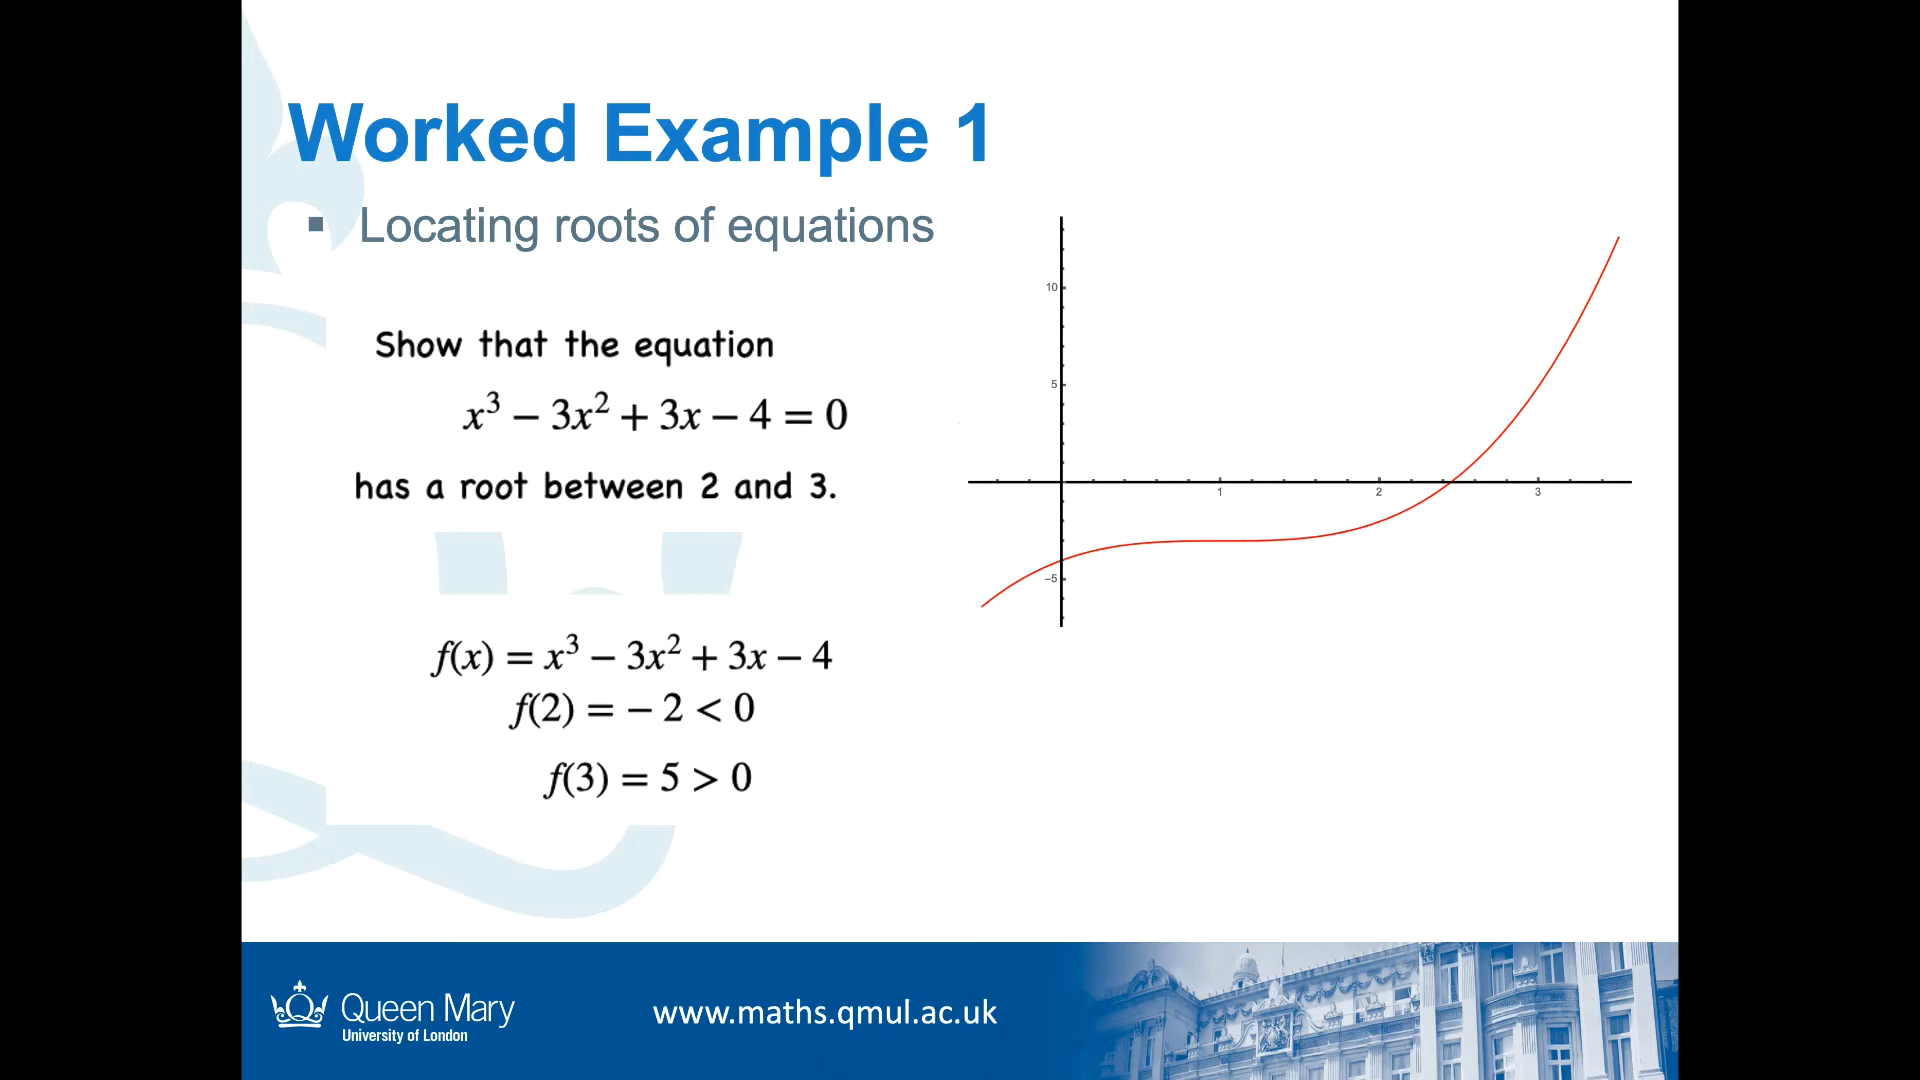 Worked Example 1
▪ Locating roots of equations
Show that the equation
x³ − 3x² + 3x − 4 = 0
has a root between 2 and 3.
f(x) = x³ − 3x² + 3x − 4
f(2) = − 2 < 0
f(3) = 5 > 0
10
5
1 2 3
−5
Queen Mary
University of London
www.maths.qmul.ac.uk